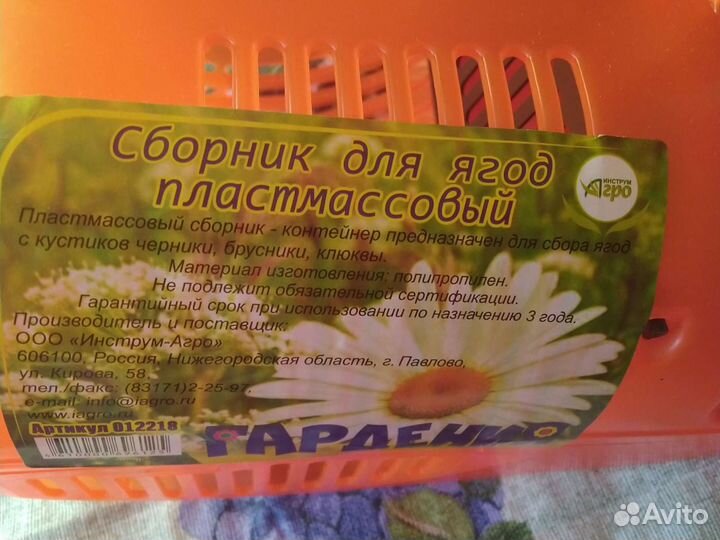 Сборник для ягод
пластмассовый
ИНСТРУМ
Агро
Пластмассовый сборник - контейнер предназначен для сбора ягод
с кустиков черники, брусники, клюквы.
Материал изготовления: полипропилен.
Не подлежит обязательной сертификации.
Гарантийный срок при использовании по назначению 3 года.
Производитель и поставщик:
ООО «Инструм-Агро»
606100, Россия, Нижегородская область, г. Павлово,
ул. Кирова, 58,
тел./факс: (83171)2-25-97,
e-mail: info@iagro.ru
www.iagro.ru
Артикул 012218
ГАРДЕНИЯ
Avito